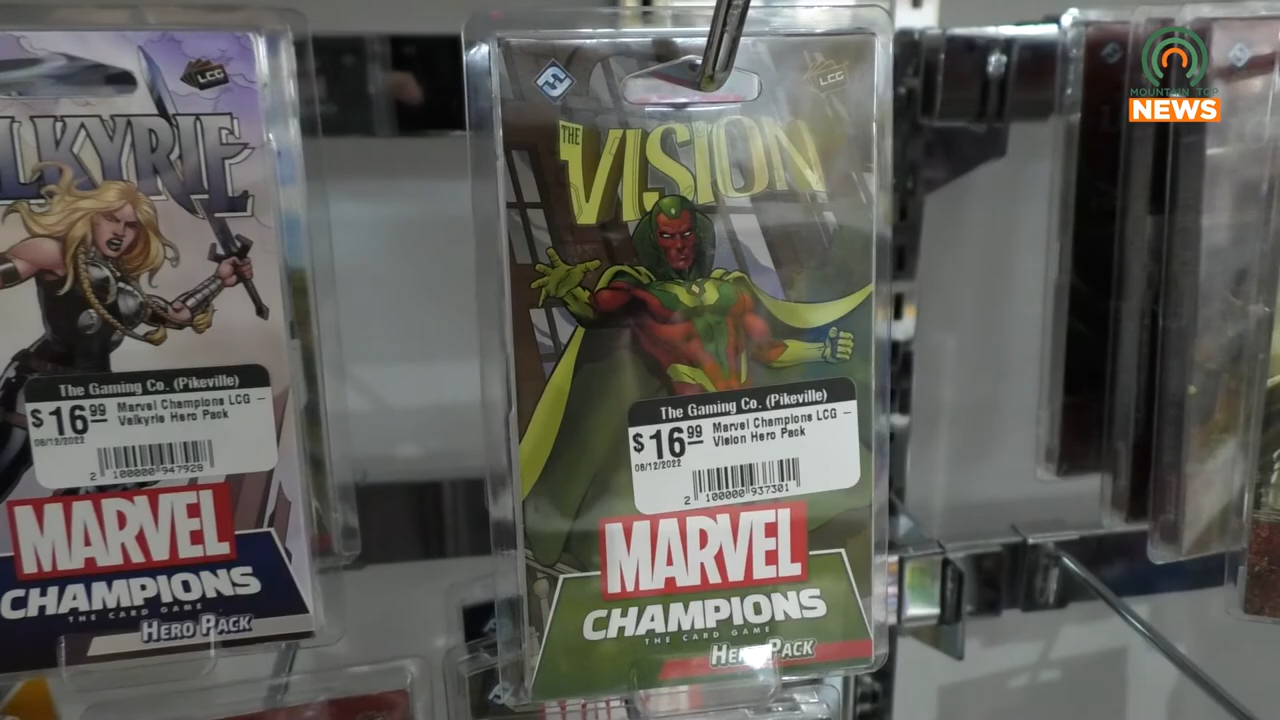 LCG
LKYRIE
The Gaming Co. (Pikeville)
$16.99
Marvel Champions LCG –
Valkyrie Hero Pack
08/12/2022
2 100000 947928
MARVEL
CHAMPIONS
THE CARD GAME
HERO PACK
LCG
THE
VISION
The Gaming Co. (Pikeville)
$16.99
Marvel Champions LCG –
Vision Hero Pack
08/12/2022
2 100000 937301
MARVEL
CHAMPIONS
THE CARD GAME
HERO PACK
MOUNTAIN TOP
NEWS